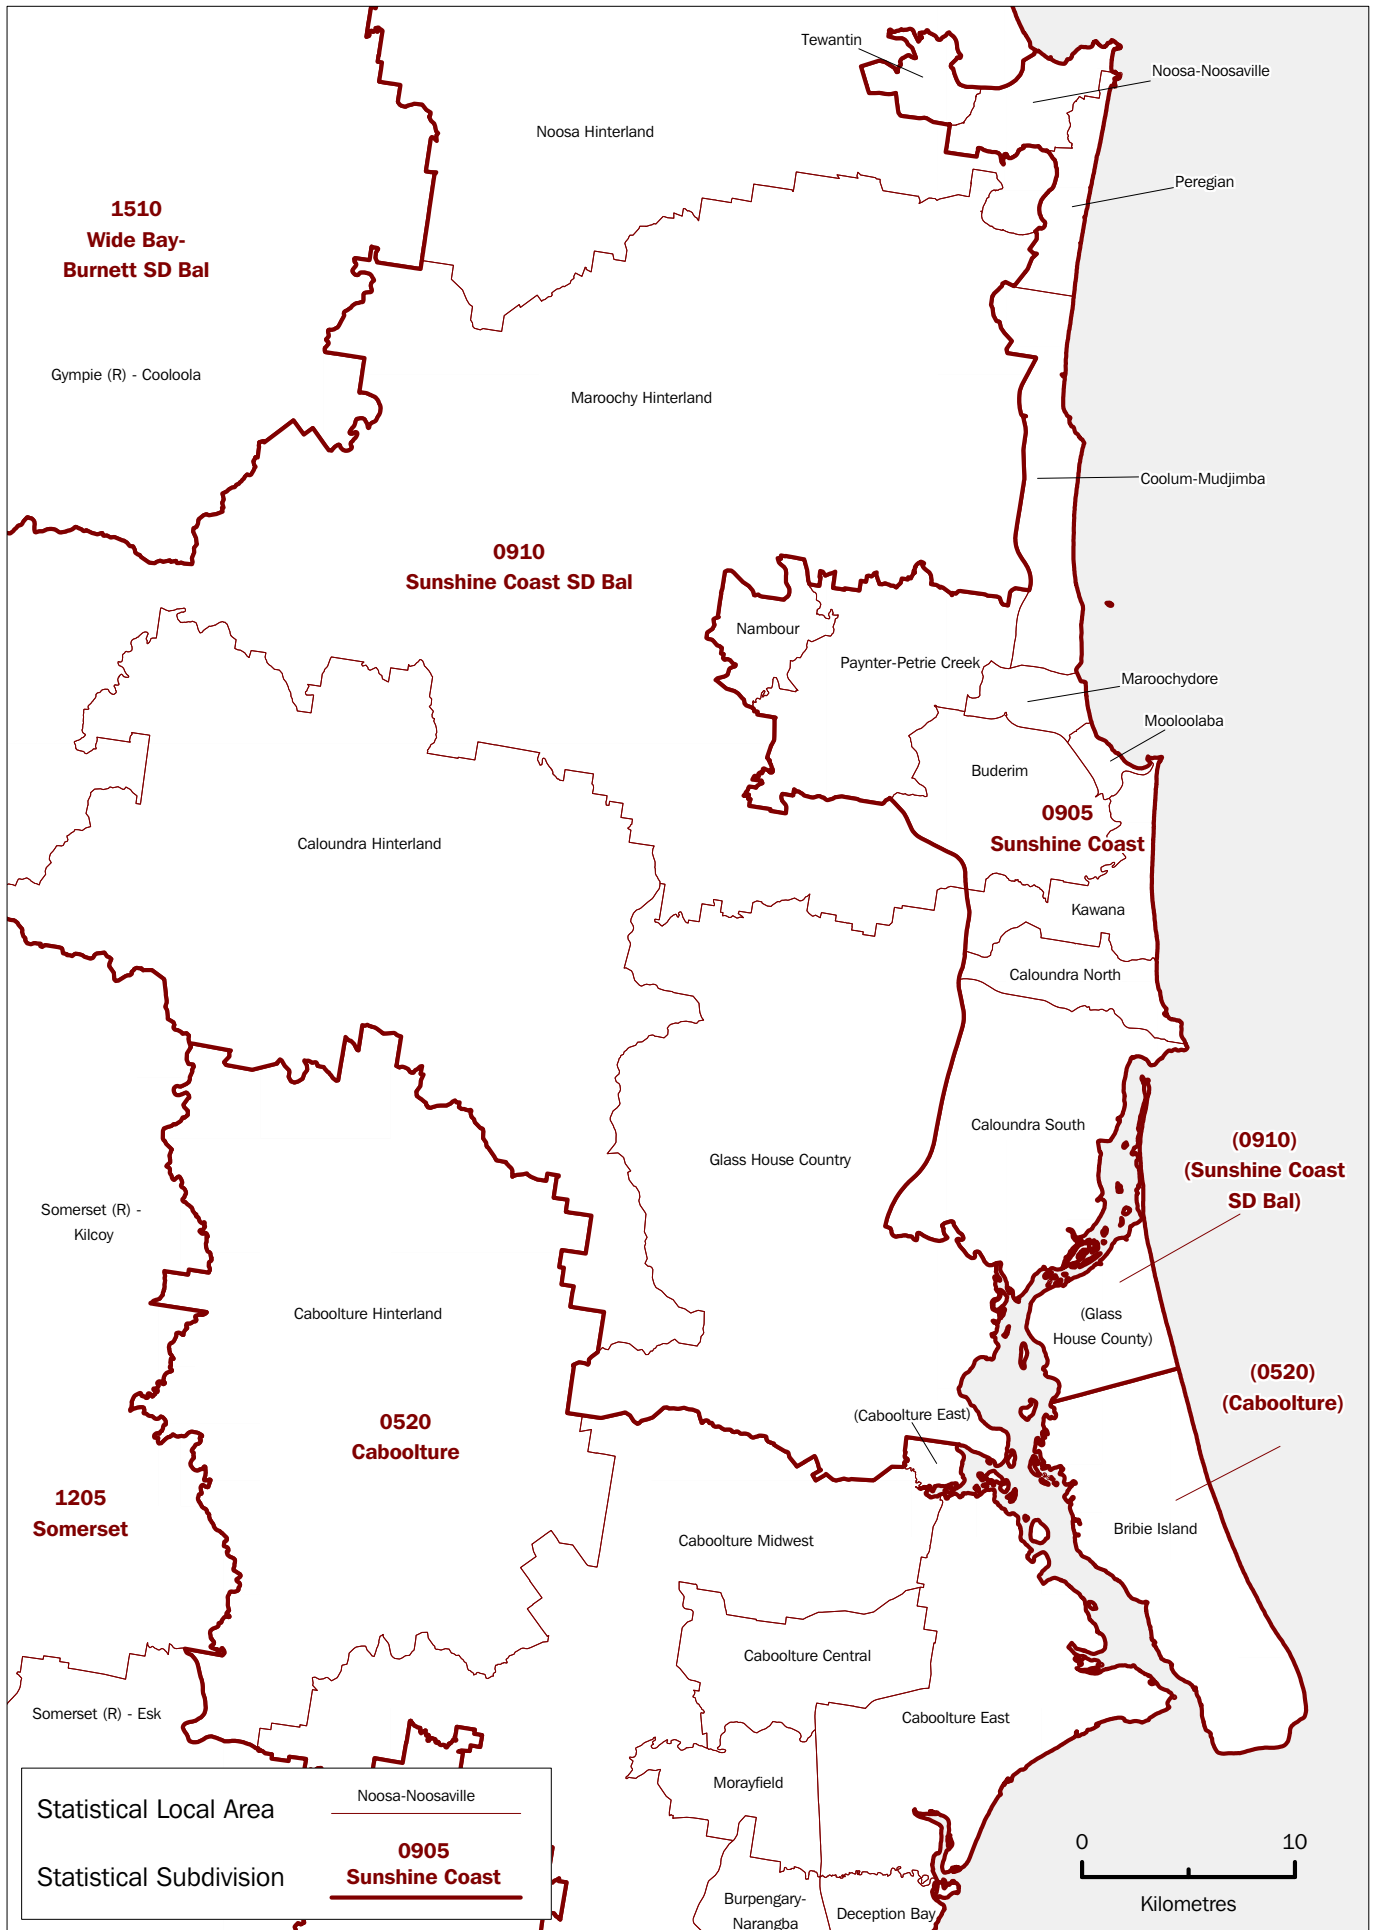 Tewantin
Noosa-Noosaville
Noosa Hinterland
Peregian
1510
Wide Bay-
Burnett SD Bal
Gympie (R) - Cooloola
Maroochy Hinterland
Coolum-Mudjimba
0910
Sunshine Coast SD Bal
Nambour
Paynter-Petrie Creek
Maroochydore
Mooloolaba
Buderim
0905
Sunshine Coast
Caloundra Hinterland
Kawana
Caloundra North
Caloundra South
(0910)
(Sunshine Coast
SD Bal)
Glass House Country
Somerset (R) -
Kilcoy
Caboolture Hinterland
(Glass
House County)
(0520)
(Caboolture)
(Caboolture East)
0520
Caboolture
1205
Somerset
Bribie Island
Caboolture Midwest
Caboolture Central
Somerset (R) - Esk
Caboolture East
Morayfield
Statistical Local Area
Noosa-Noosaville
Statistical Subdivision
0905
Sunshine Coast
0 10
Kilometres
Burpengary-
Narangba
Deception Bay